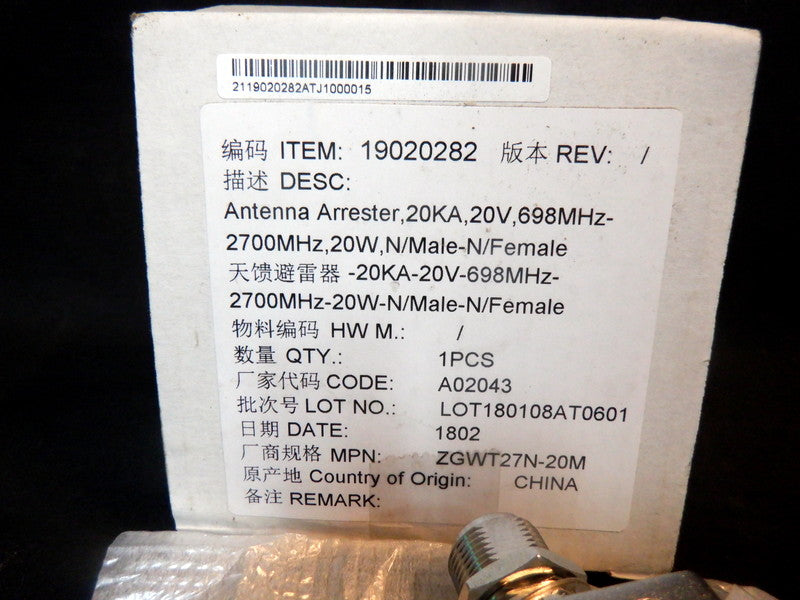 2119020282ATJ1000015
编码 ITEM: 19020282 版本 REV: /
描述 DESC:
Antenna Arrester,20KA,20V,698MHz-
2700MHz,20W,N/Male-N/Female
天馈避雷器 -20KA-20V-698MHz-
2700MHz-20W-N/Male-N/Female
物料编码 HW M.: /
数量 QTY.: 1PCS
厂家代码 CODE: A02043
批次号 LOT NO.: LOT180108AT0601
日期 DATE: 1802
厂商规格 MPN: ZGWT27N-20M
原产地 Country of Origin: CHINA
备注 REMARK: